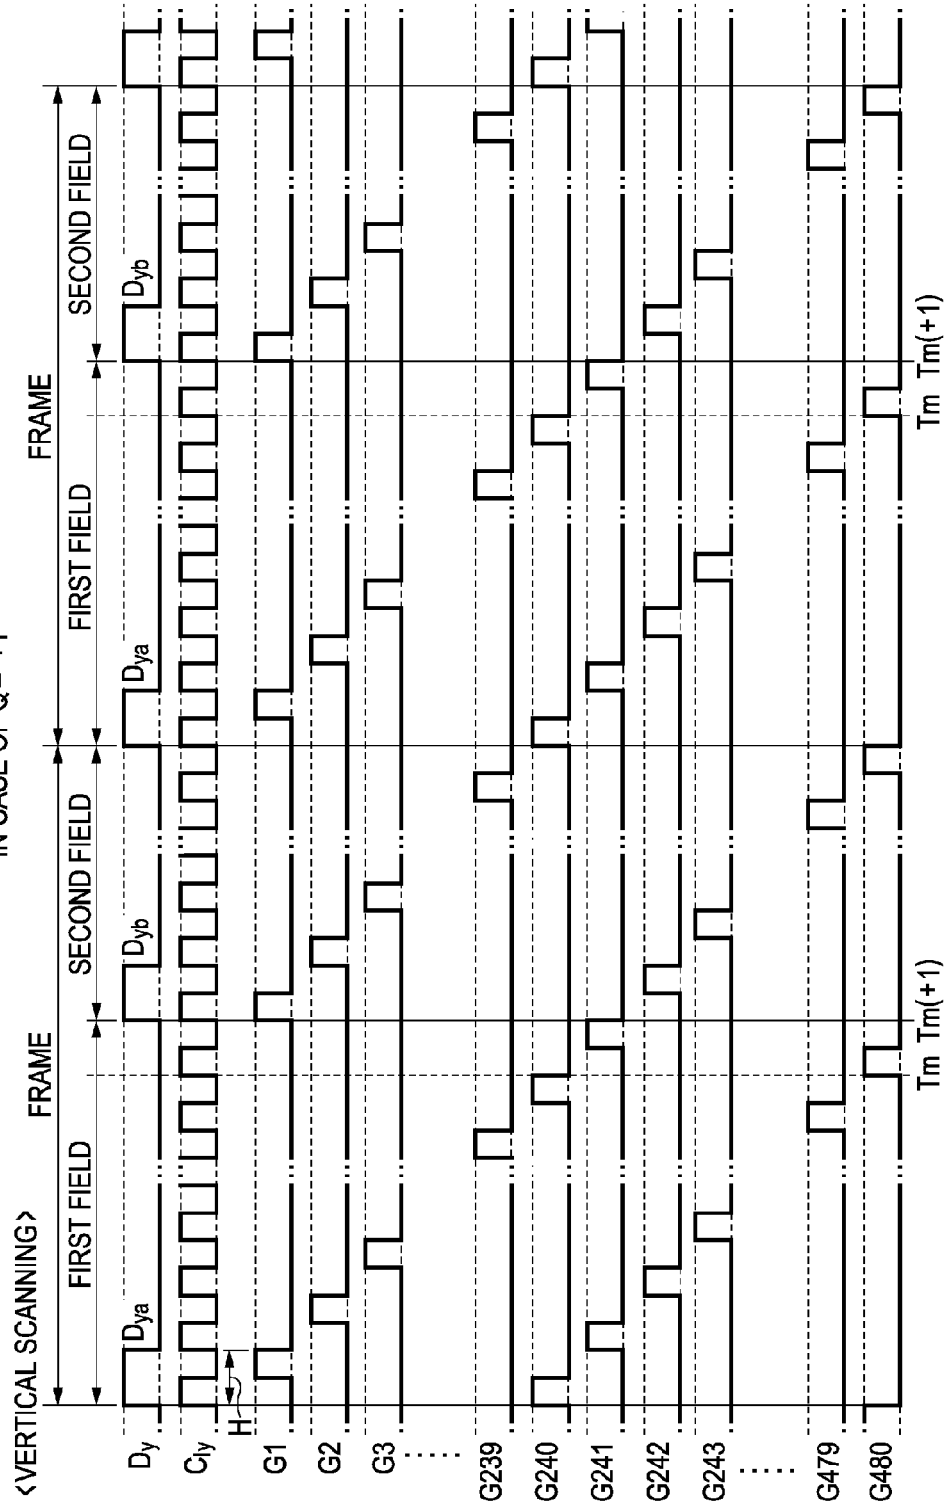 IN CASE OF
<VERTICAL SCANNING>
FRAME FRAME
FIRST FIELD SECOND FIELD FIRST FIELD SECOND FIELD
Dya Dyb Dya Dyb
Dy
Cly
H
G1
G2
G3
G239
G240
G241
G242
G243
G479
G480
Tm Tm(+1) Tm Tm(+1)